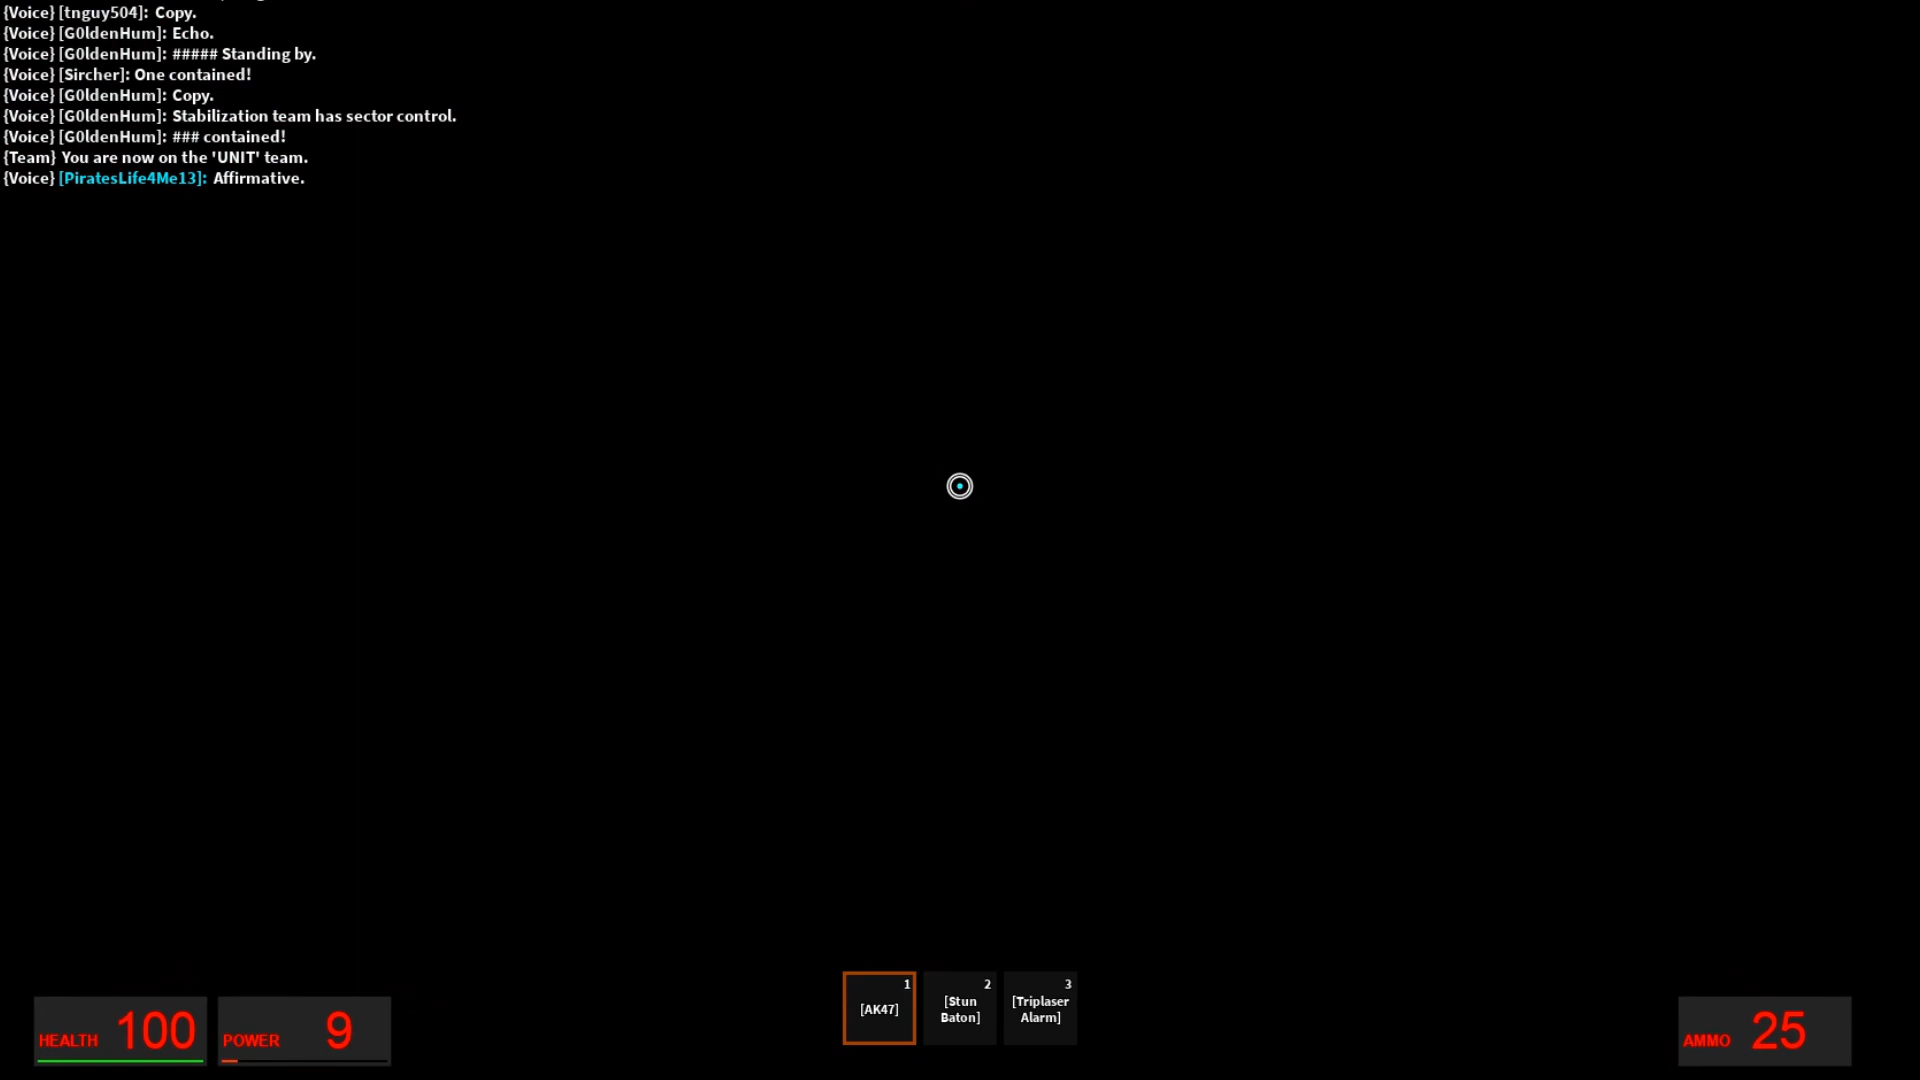 {Voice} [tnguy504]: Copy.
{Voice} [G0ldenHum]: Echo.
{Voice} [G0ldenHum]: ##### Standing by.
{Voice} [Sircher]: One contained!
{Voice} [G0ldenHum]: Copy.
{Voice} [G0ldenHum]: Stabilization team has sector control.
{Voice} [G0ldenHum]: ### contained!
{Team} You are now on the 'UNIT' team.
{Voice} [PiratesLife4Me13]: Affirmative.
1
[AK47]
2
[Stun
Baton]
3
[Triplaser
Alarm]
HEALTH 100
POWER 9
AMMO 25